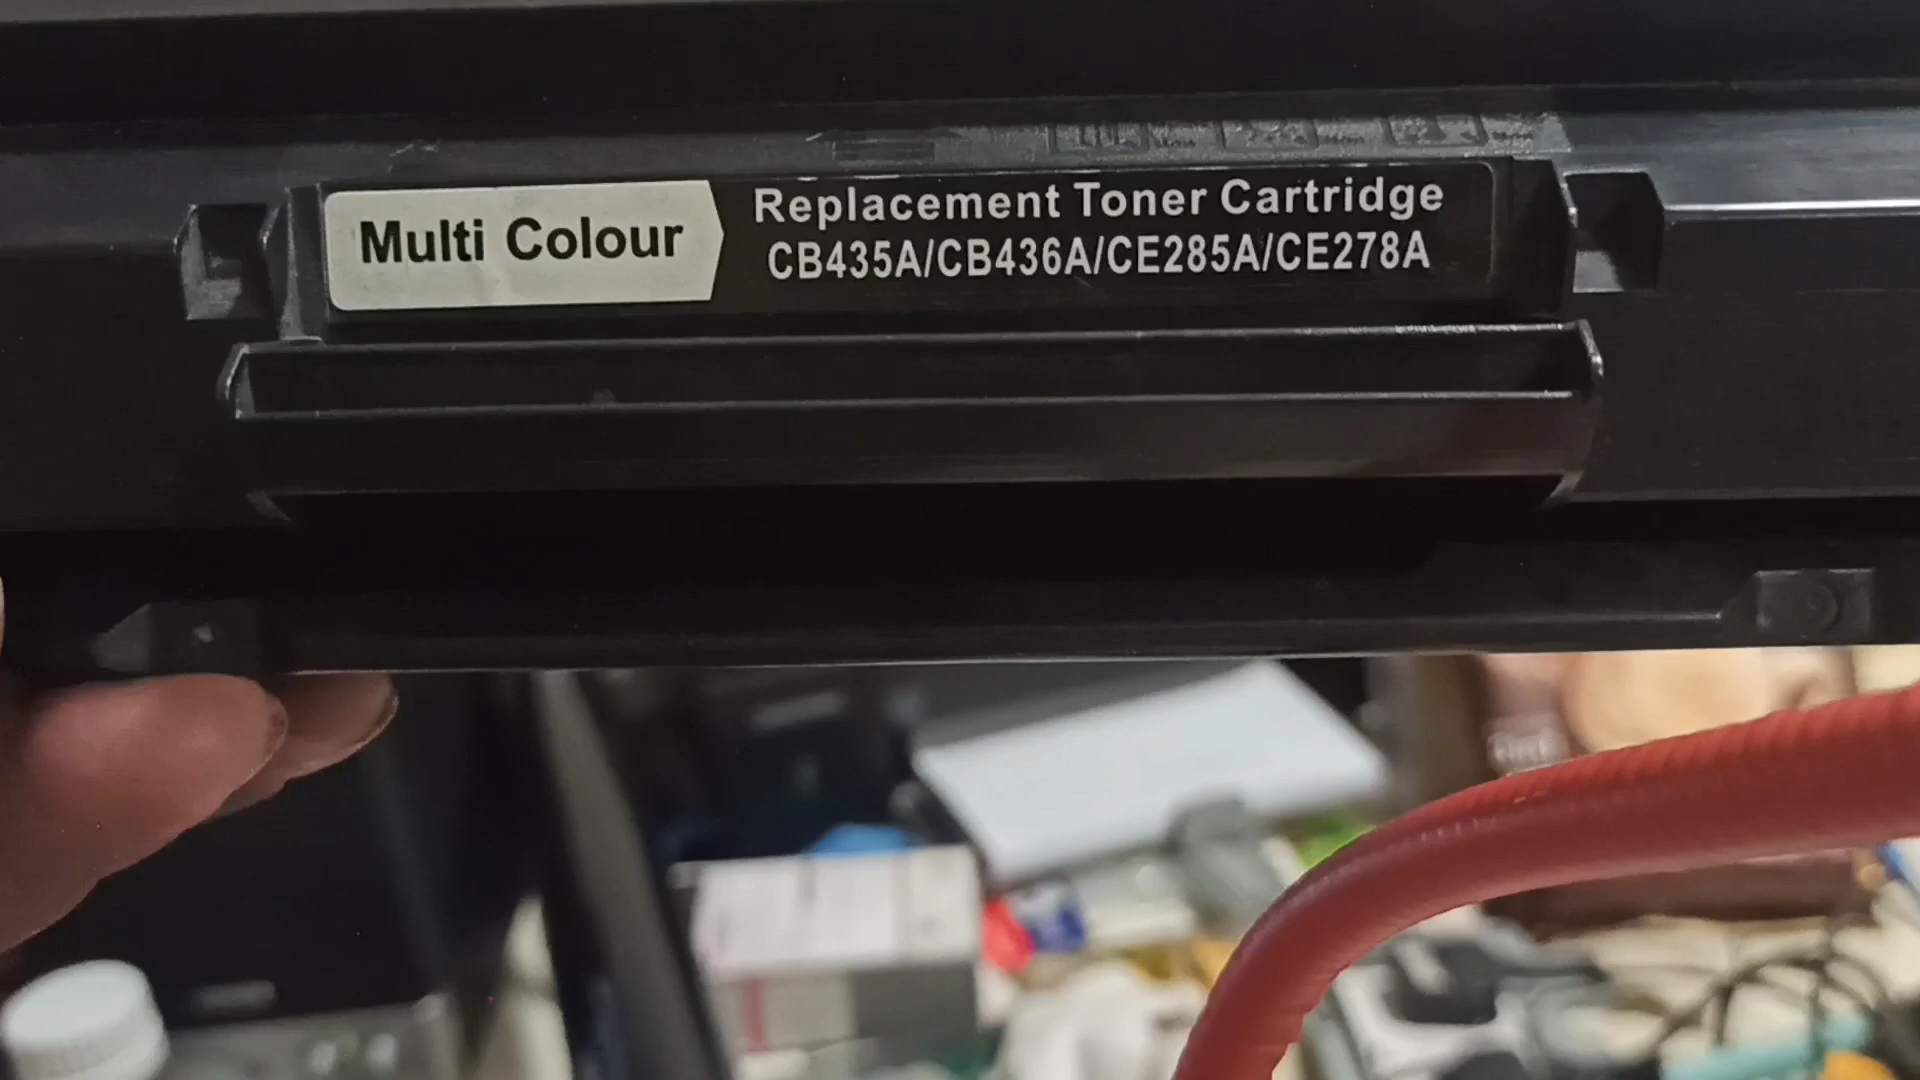 Multi Colour
Replacement Toner Cartridge
CB435A/CB436A/CE285A/CE278A